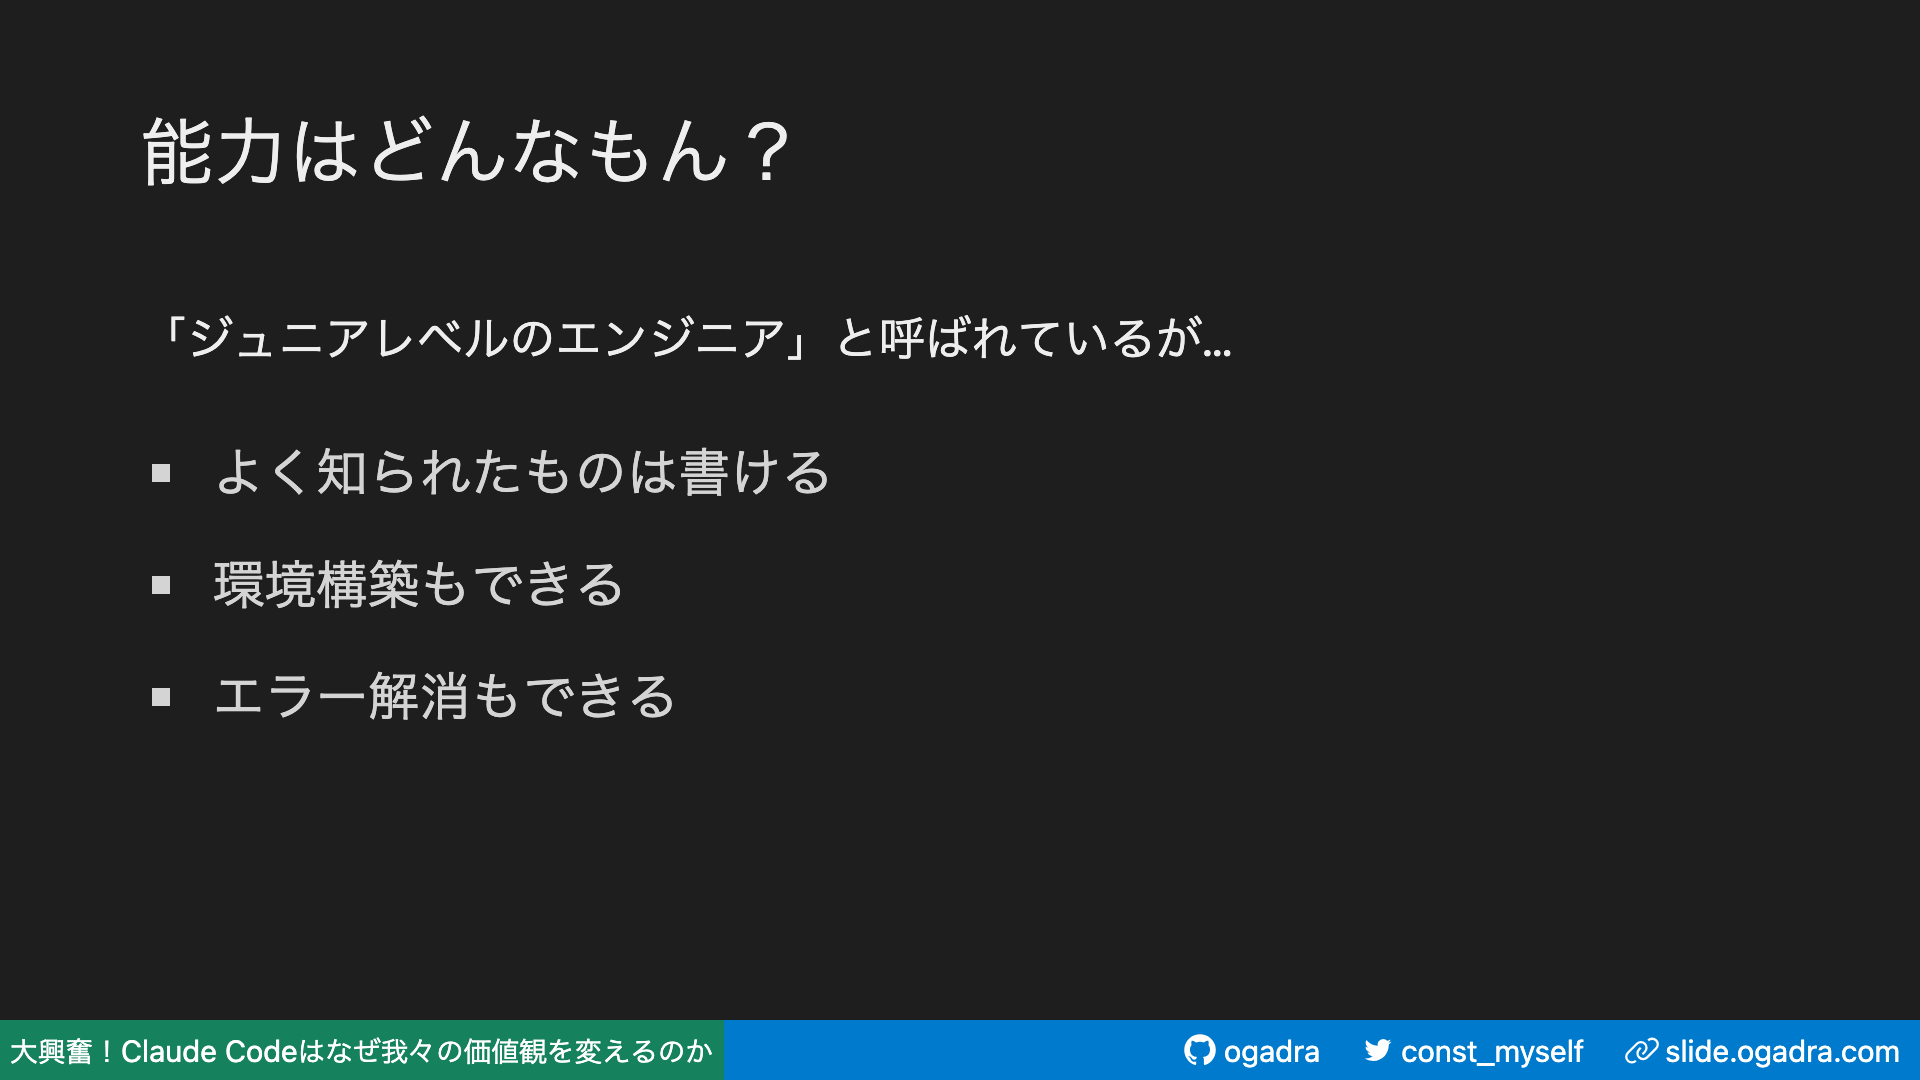 能力はどんなもん？
「ジュニアレベルのエンジニア」と呼ばれているが…
■ よく知られたものは書ける
■ 環境構築もできる
■ エラー解消もできる
大興奮！Claude Codeはなぜ我々の価値観を変えるのか
ogadra
const_myself
slide.ogadra.com